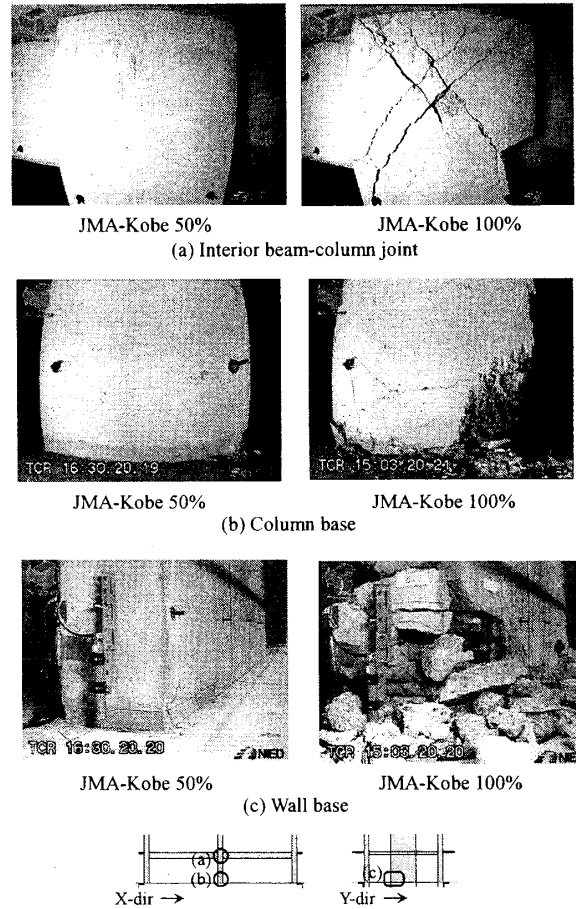 JMA-Kobe 50% JMA-Kobe 100%
(a) Interior beam-column joint
TCR 16.30.20.19 TCR 15.03.20.21
JMA-Kobe 50% JMA-Kobe 100%
(b) Column base
TCR 16:30.20.20 NIED TCR 15:03.20.20 NIED
JMA-Kobe 50% JMA-Kobe 100%
(c) Wall base
(a)
(b) (c)
X-dir → Y-dir →